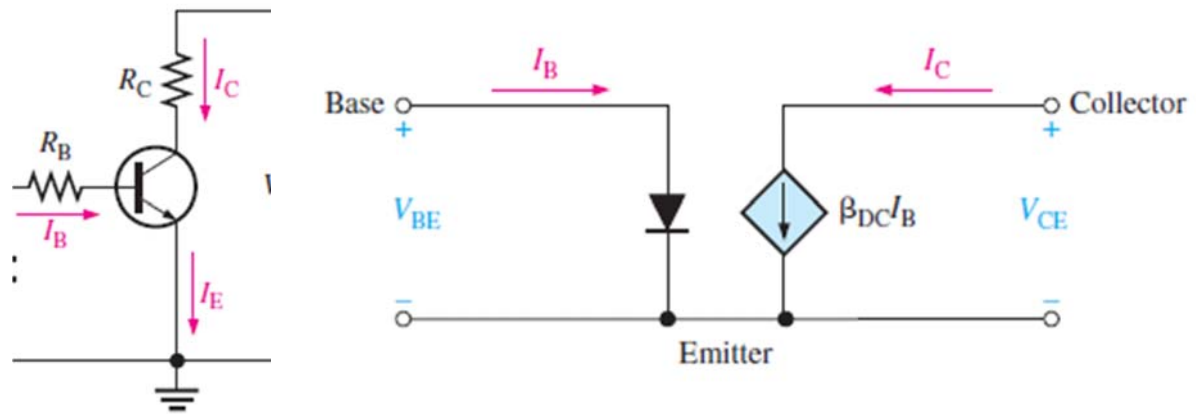 R_C
I_C
R_B
I_B
I_E
I_B
I_C
Base
+
V_BE
−
β_DC I_B
Collector
+
V_CE
−
Emitter